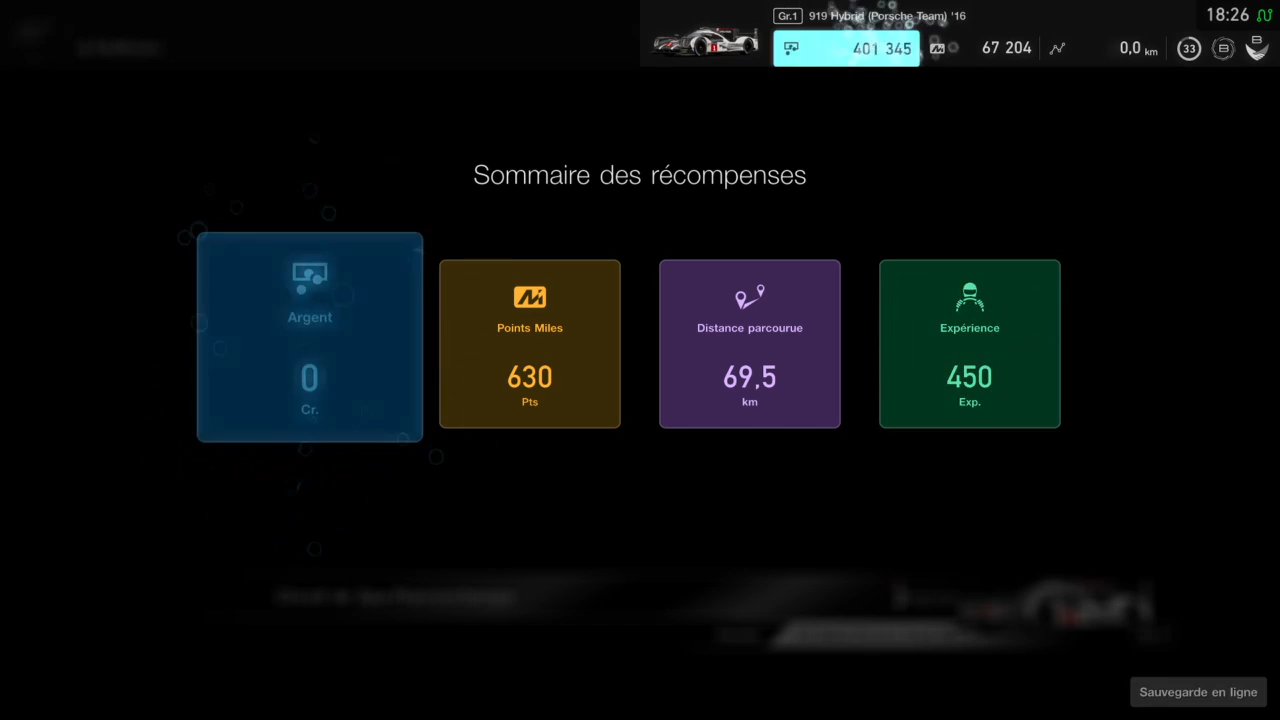 Gr.1 919 Hybrid (Porsche Team) '16
18:26
401 345
67 204
0,0 km
33
B
B
Sommaire des récompenses
Argent
0
Cr.
Points Miles
630
Pts
Distance parcourue
69,5
km
Expérience
450
Exp.
Sauvegarde en ligne